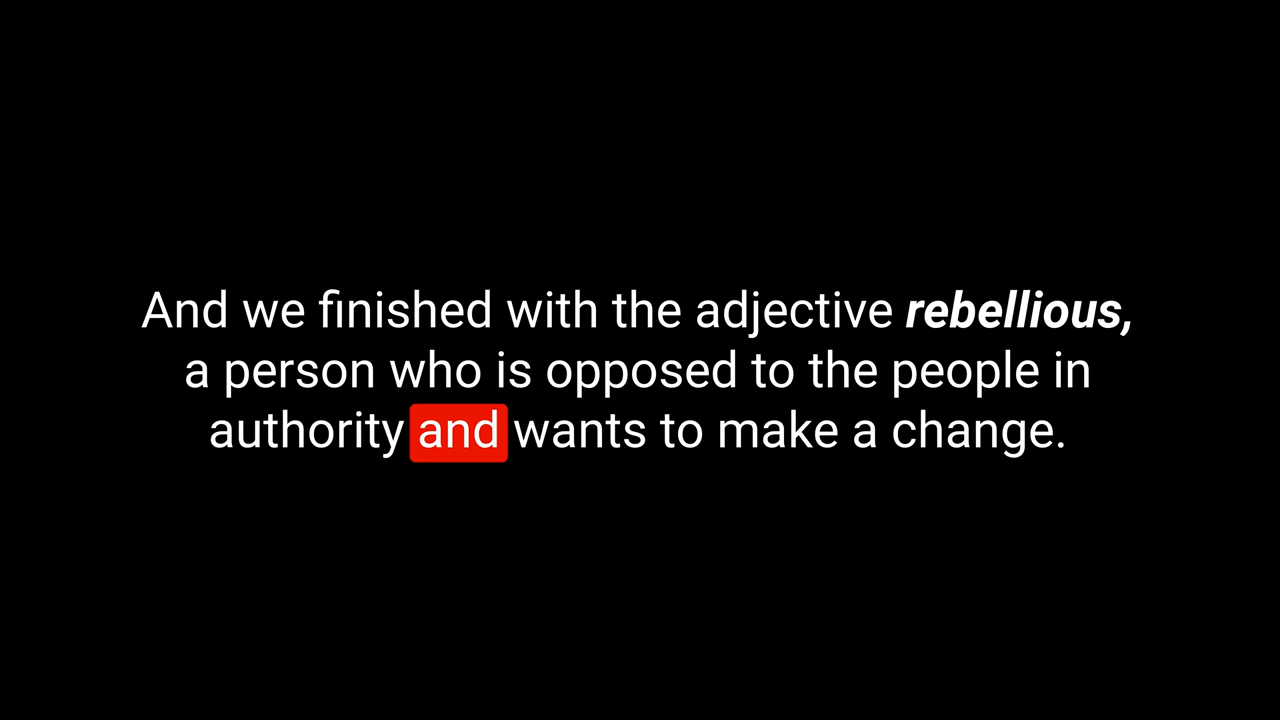 And we finished with the adjective rebellious,
a person who is opposed to the people in
authority and wants to make a change.